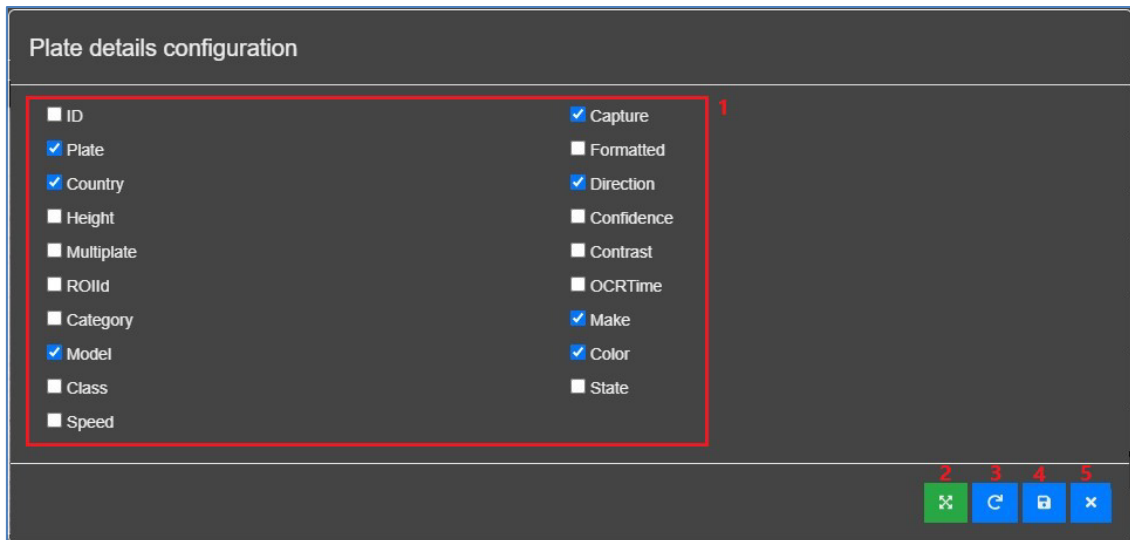 Plate details configuration
ID
Capture
1
Plate
Formatted
Country
Direction
Height
Confidence
Multiplate
Contrast
ROIId
OCRTime
Category
Make
Model
Color
Class
State
Speed
2 3 4 5